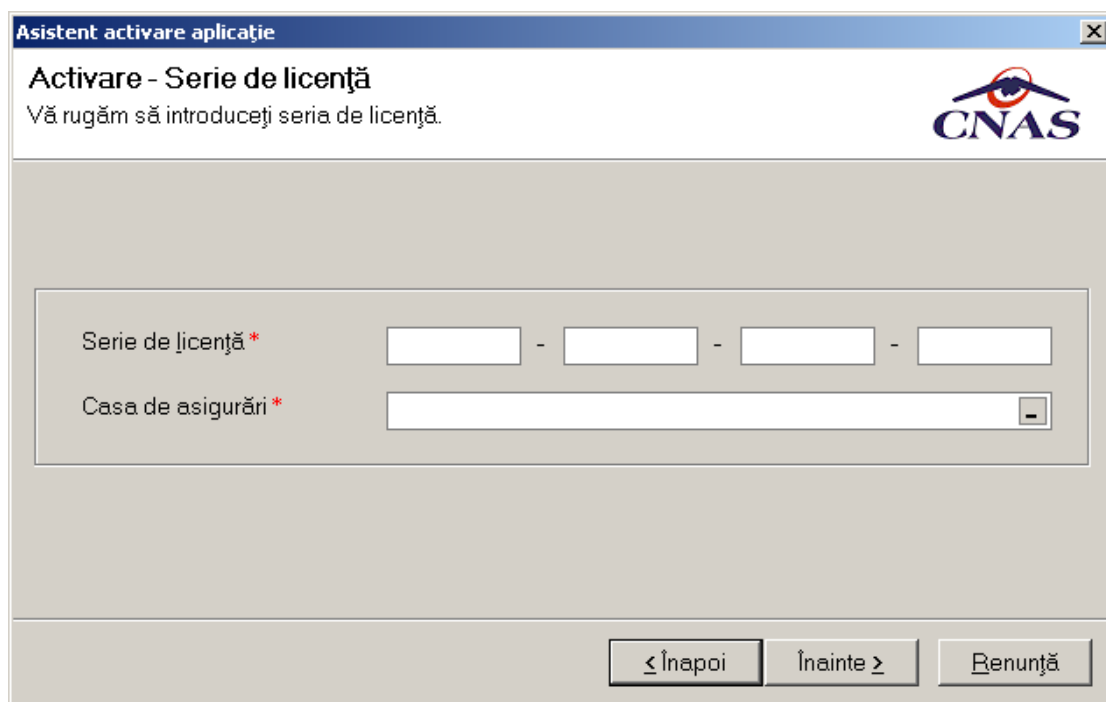 Asistent activare aplicaţie
Activare - Serie de licenţă
Vă rugăm să introduceţi seria de licenţă.
CNAS
Serie de licenţă * - - -
Casa de asigurări *
< Înapoi Înainte > Renunţă